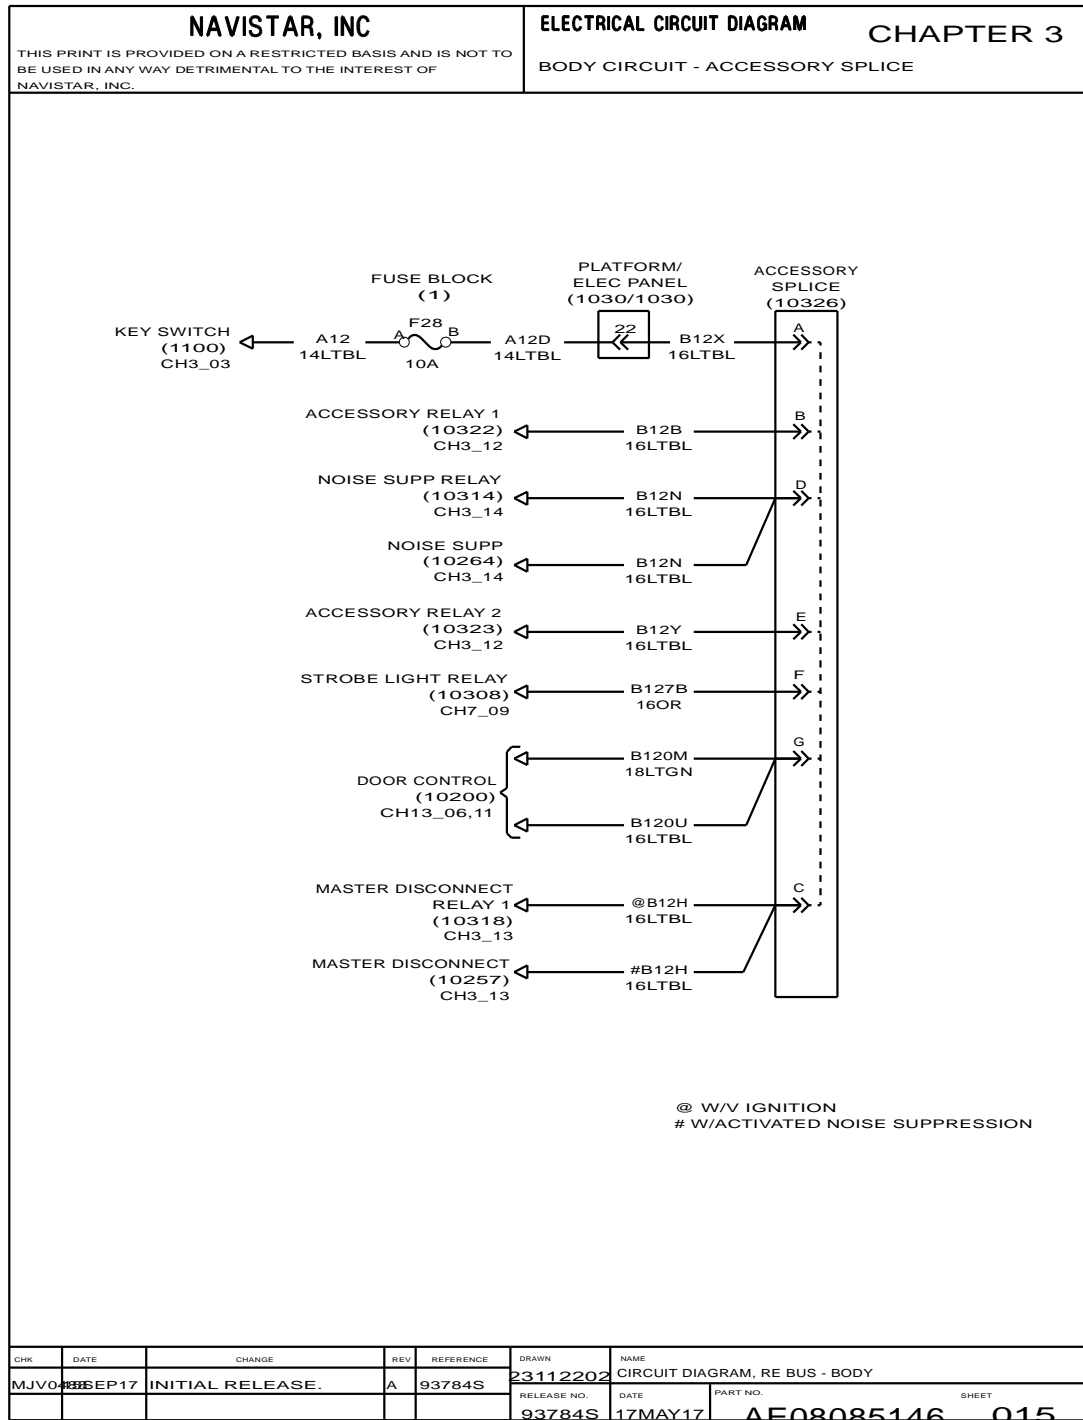 NAVISTAR, INC
THIS PRINT IS PROVIDED ON A RESTRICTED BASIS AND IS NOT TO
BE USED IN ANY WAY DETRIMENTAL TO THE INTEREST OF
NAVISTAR, INC.
ELECTRICAL CIRCUIT DIAGRAM
CHAPTER 3
BODY CIRCUIT - ACCESSORY SPLICE
FUSE BLOCK
(1)
PLATFORM/
ELEC PANEL
(1030/1030)
ACCESSORY
SPLICE
(10326)
KEY SWITCH
(1100)
CH3_03
A12
14LTBL
A
F28
B
10A
A12D
14LTBL
22
B12X
16LTBL
A
ACCESSORY RELAY 1
(10322)
CH3_12
B12B
16LTBL
B
NOISE SUPP RELAY
(10314)
CH3_14
B12N
16LTBL
D
NOISE SUPP
(10264)
CH3_14
B12N
16LTBL
ACCESSORY RELAY 2
(10323)
CH3_12
B12Y
16LTBL
E
STROBE LIGHT RELAY
(10308)
CH7_09
B127B
16OR
F
DOOR CONTROL
(10200)
CH13_06,11
B120M
18LTGN
G
B120U
16LTBL
MASTER DISCONNECT
RELAY 1
(10318)
CH3_13
@B12H
16LTBL
C
MASTER DISCONNECT
(10257)
CH3_13
#B12H
16LTBL
@ W/V IGNITION
# W/ACTIVATED NOISE SUPPRESSION
CHK DATE CHANGE REV REFERENCE
INITIAL RELEASE. A 93784S
DRAWN
23112202
NAME
CIRCUIT DIAGRAM, RE BUS - BODY
RELEASE NO.
93784S
DATE
17MAY17
PART NO.
AE08085146
SHEET
015